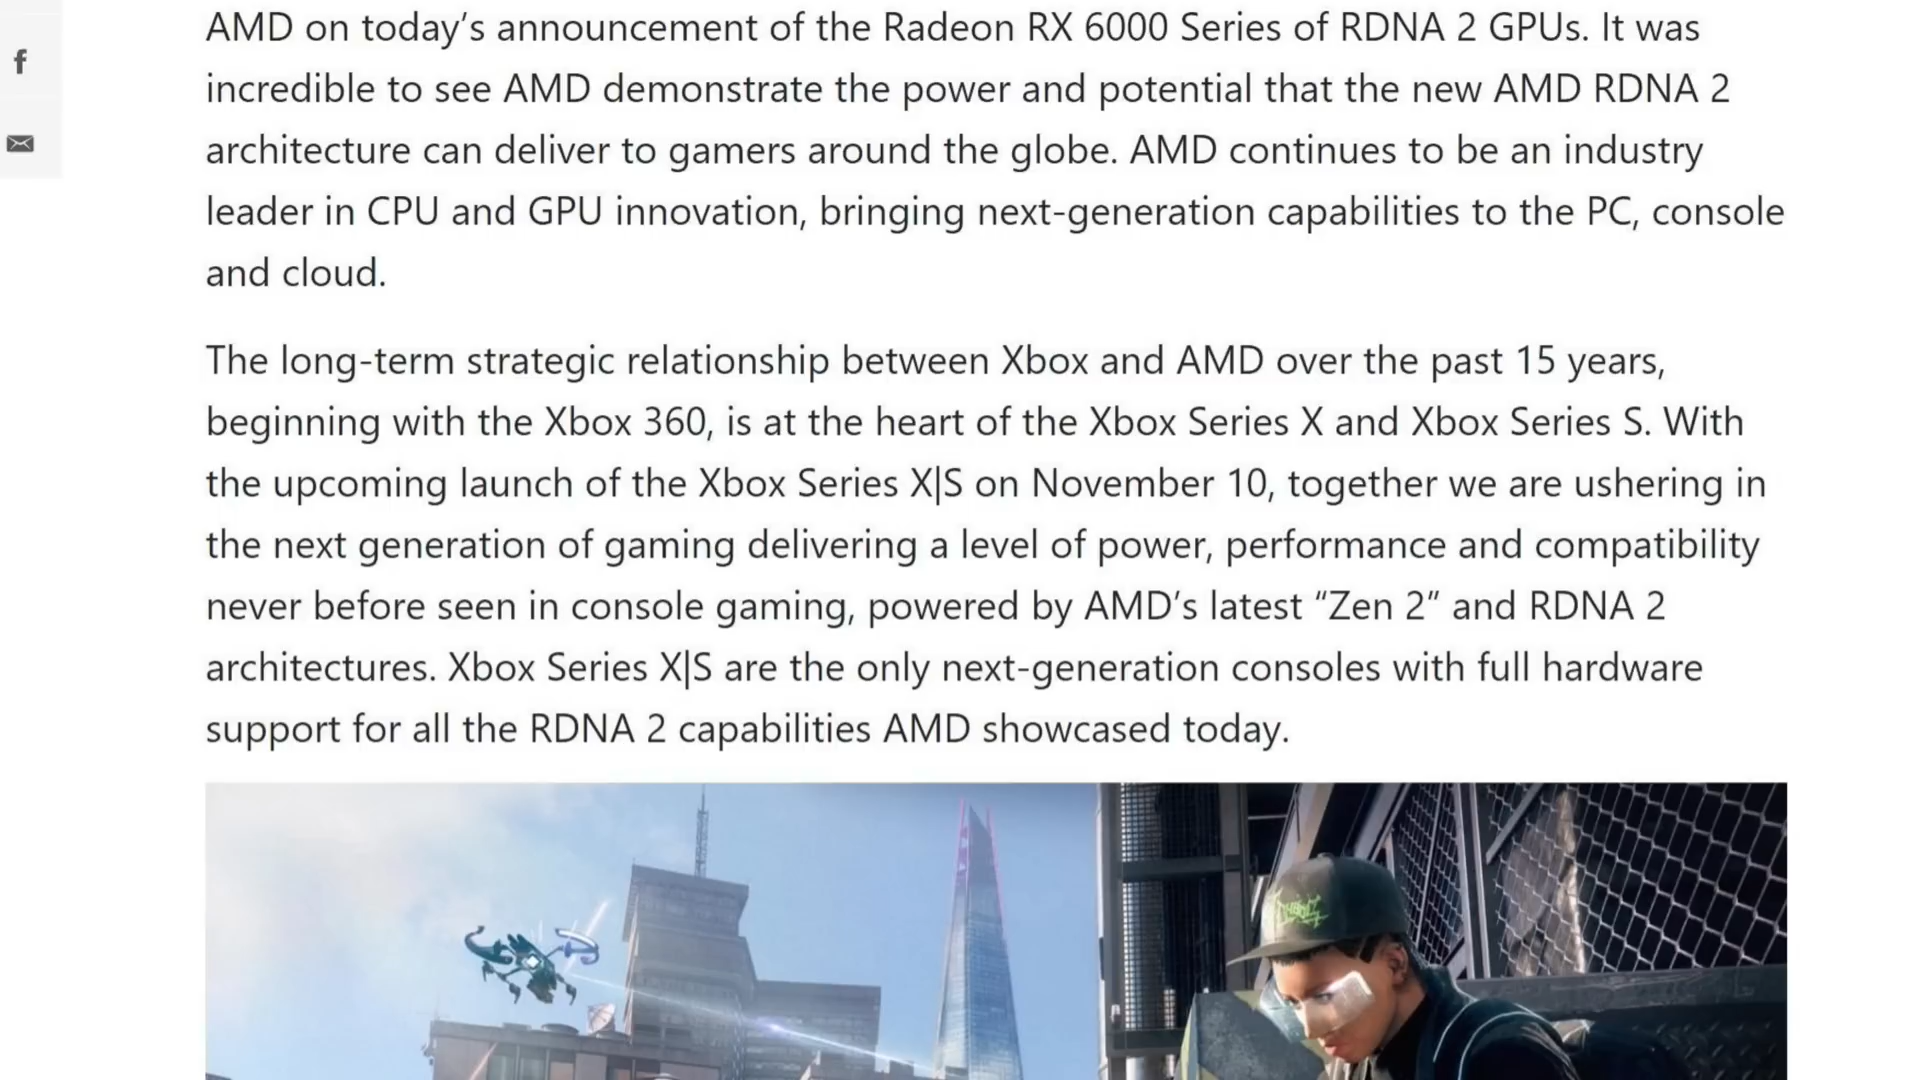 AMD on today’s announcement of the Radeon RX 6000 Series of RDNA 2 GPUs. It was
incredible to see AMD demonstrate the power and potential that the new AMD RDNA 2
architecture can deliver to gamers around the globe. AMD continues to be an industry
leader in CPU and GPU innovation, bringing next-generation capabilities to the PC, console
and cloud.
The long-term strategic relationship between Xbox and AMD over the past 15 years,
beginning with the Xbox 360, is at the heart of the Xbox Series X and Xbox Series S. With
the upcoming launch of the Xbox Series X|S on November 10, together we are ushering in
the next generation of gaming delivering a level of power, performance and compatibility
never before seen in console gaming, powered by AMD’s latest “Zen 2” and RDNA 2
architectures. Xbox Series X|S are the only next-generation consoles with full hardware
support for all the RDNA 2 capabilities AMD showcased today.